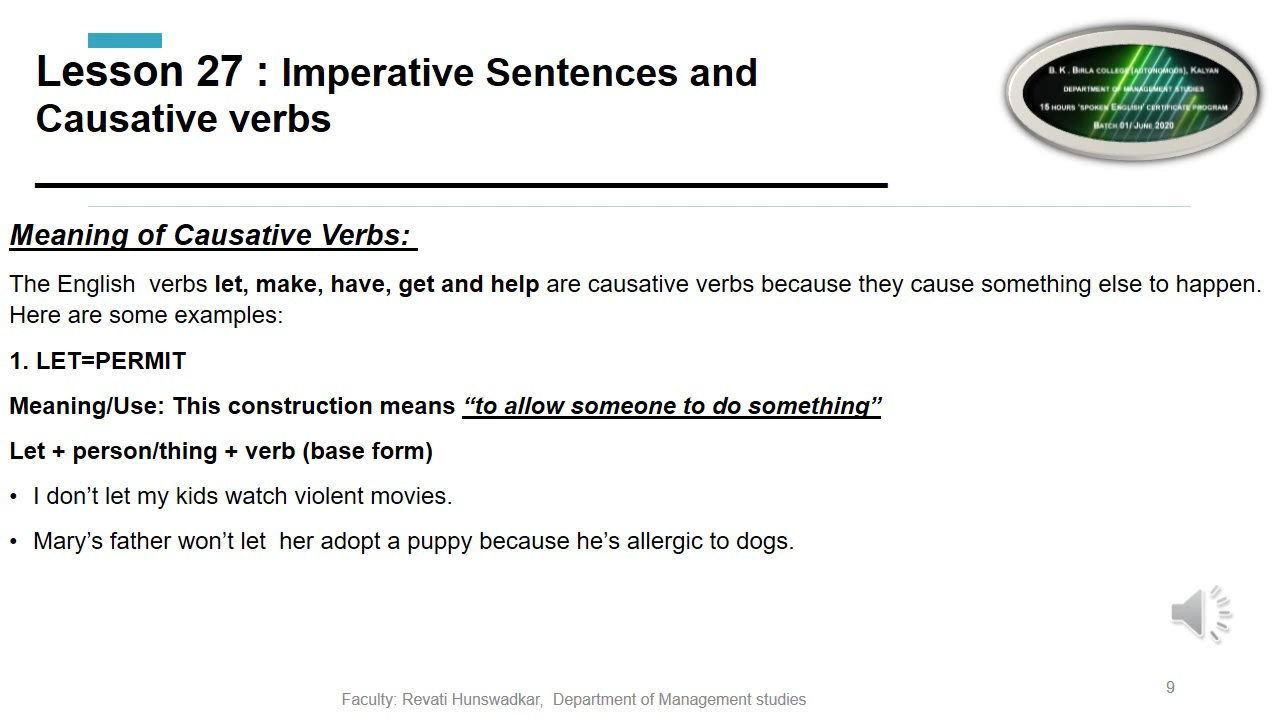 Lesson 27 : Imperative Sentences and
Causative verbs
B. K. Birla college (autonomous), Kalyan
department of management studies
15 hours 'spoken English' certificate program
Batch 01/ June 2020
Meaning of Causative Verbs:
The English  verbs let, make, have, get and help are causative verbs because they cause something else to happen.
Here are some examples:
1. LET=PERMIT
Meaning/Use: This construction means “to allow someone to do something”
Let + person/thing + verb (base form)
• I don’t let my kids watch violent movies.
• Mary’s father won’t let  her adopt a puppy because he’s allergic to dogs.
Faculty: Revati Hunswadkar,  Department of Management studies
9